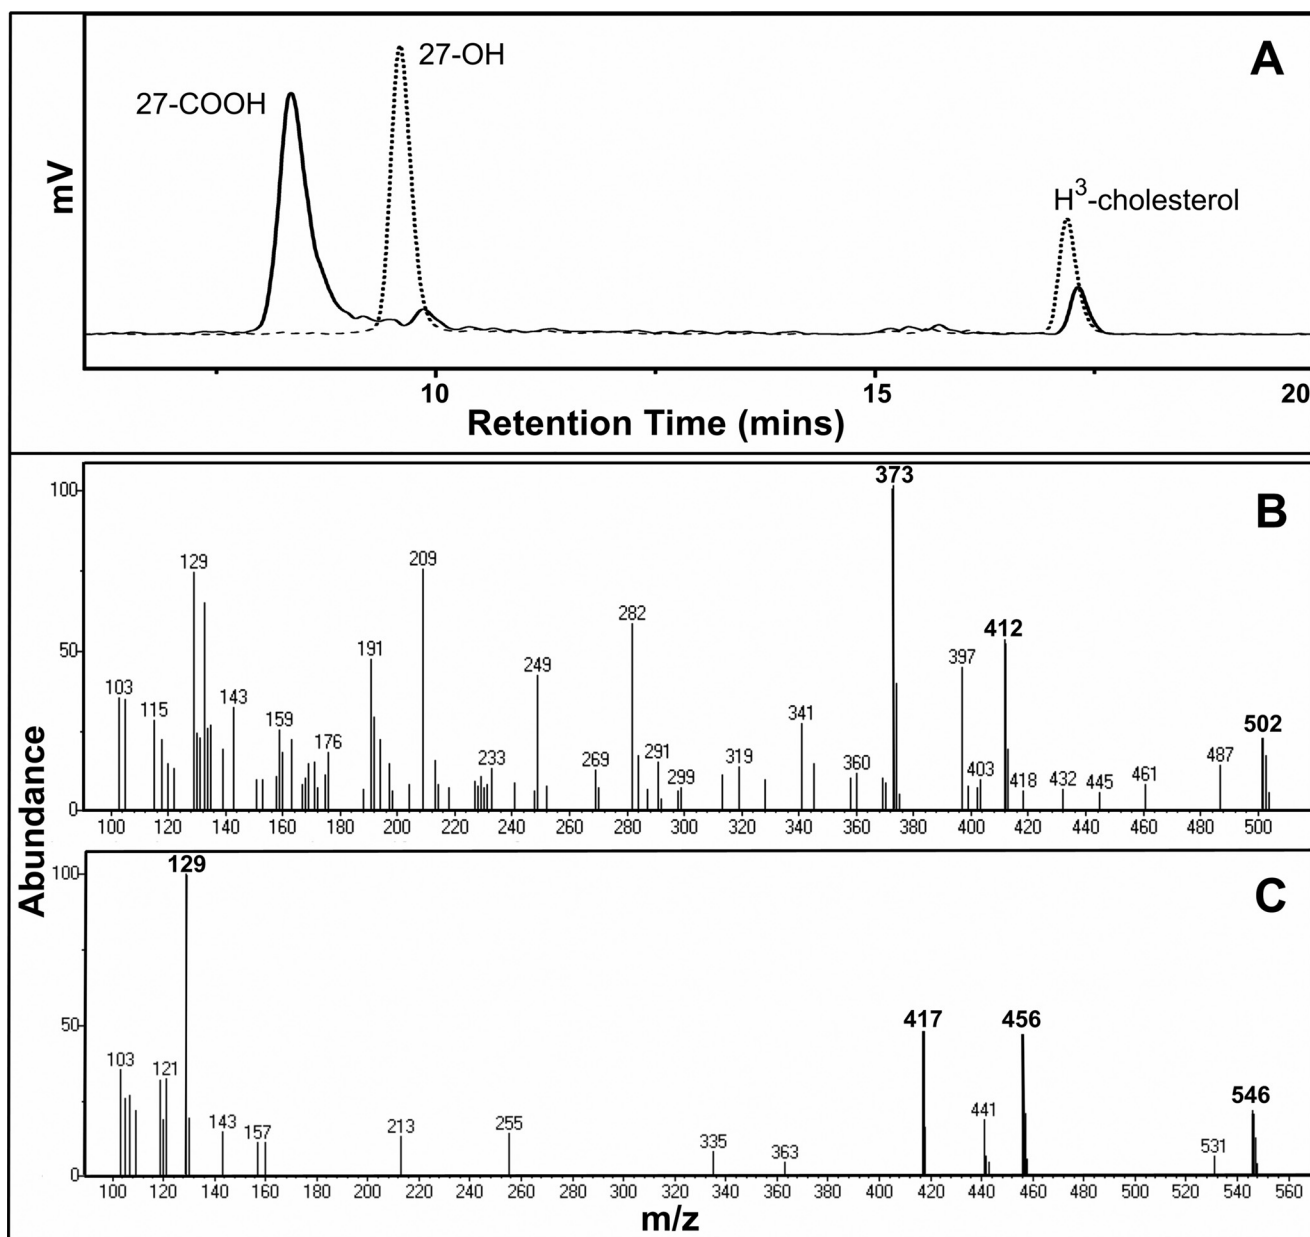 A
27-OH
27-COOH
H3-cholesterol
mV
10 15 20
Retention Time (mins)
B
373
100
129 209
282
412
50
191 249 397
103 143
115 341
159 502
176 233 269 291 299 319 360 403 418 432 445 461 487
0
100 120 140 160 180 200 220 240 260 280 300 320 340 360 380 400 420 440 460 480 500
Abundance
C
129
100
417 456
50
103 121 441 546
143 157 213 255 335 363 531
0
100 120 140 160 180 200 220 240 260 280 300 320 340 360 380 400 420 440 460 480 500 520 540 560
m/z